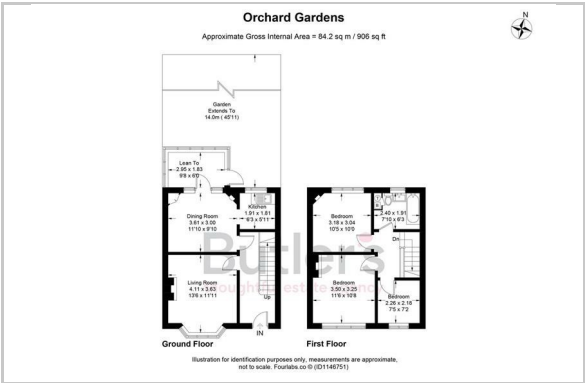 Orchard Gardens
Approximate Gross Internal Area = 84.2 sq m / 906 sq ft
N
Garden
Extends To
14.0m ( 45'11)
Lean To
2.95 x 1.83
9'8 x 6'0
Kitchen
1.91 x 1.81
6'3 x 5'11
Dining Room
3.61 x 3.00
11'10 x 9'10
Living Room
4.11 x 3.63
13'6 x 11'11
Up
IN
Ground Floor
Bedroom
3.18 x 3.04
10'5 x 10'0
2.40 x 1.91
7'10 x 6'3
Dn
Bedroom
3.50 x 3.25
11'6 x 10'8
Bedroom
2.26 x 2.18
7'5 x 7'2
First Floor
Butlers
estate
Illustration for identification purposes only, measurements are approximate,
not to scale. Fourlabs.co © (ID1146751)